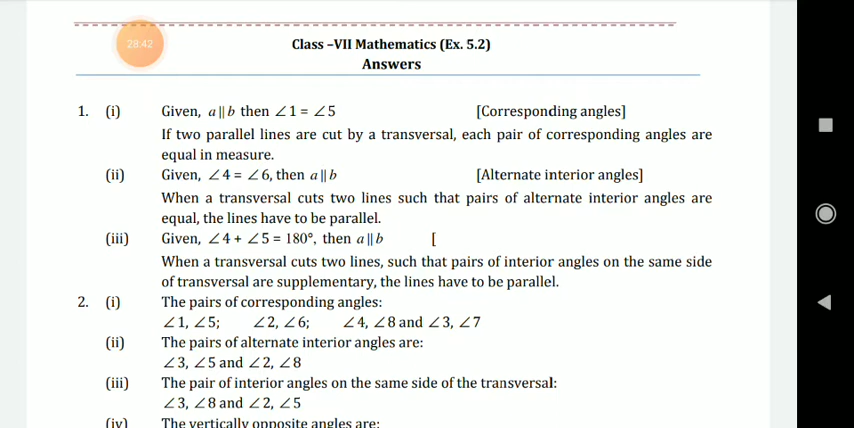 28:42
Class –VII Mathematics (Ex. 5.2)
Answers
1. (i) Given, a || b then ∠1 = ∠5 [Corresponding angles]
If two parallel lines are cut by a transversal, each pair of corresponding angles are
equal in measure.
(ii) Given, ∠4 = ∠6, then a || b [Alternate interior angles]
When a transversal cuts two lines such that pairs of alternate interior angles are
equal, the lines have to be parallel.
(iii) Given, ∠4 + ∠5 = 180°, then a || b [
When a transversal cuts two lines, such that pairs of interior angles on the same side
of transversal are supplementary, the lines have to be parallel.
2. (i) The pairs of corresponding angles:
∠1, ∠5; ∠2, ∠6; ∠4, ∠8 and ∠3, ∠7
(ii) The pairs of alternate interior angles are:
∠3, ∠5 and ∠2, ∠8
(iii) The pair of interior angles on the same side of the transversal:
∠3, ∠8 and ∠2, ∠5
(iv) The vertically opposite angles are: